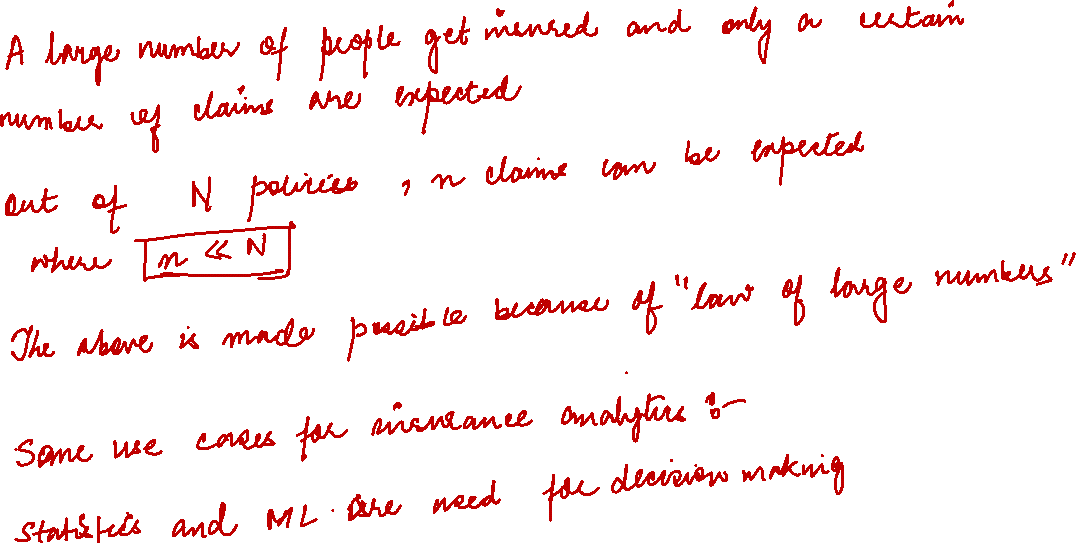 A large number of people get insured and only a certain
number of claims are expected
out of N policies , n claims can be expected
where n << N
The above is made possible because of "law of large numbers"
Some use cases for insurance analytics :-
Statistics and ML are used for decision making